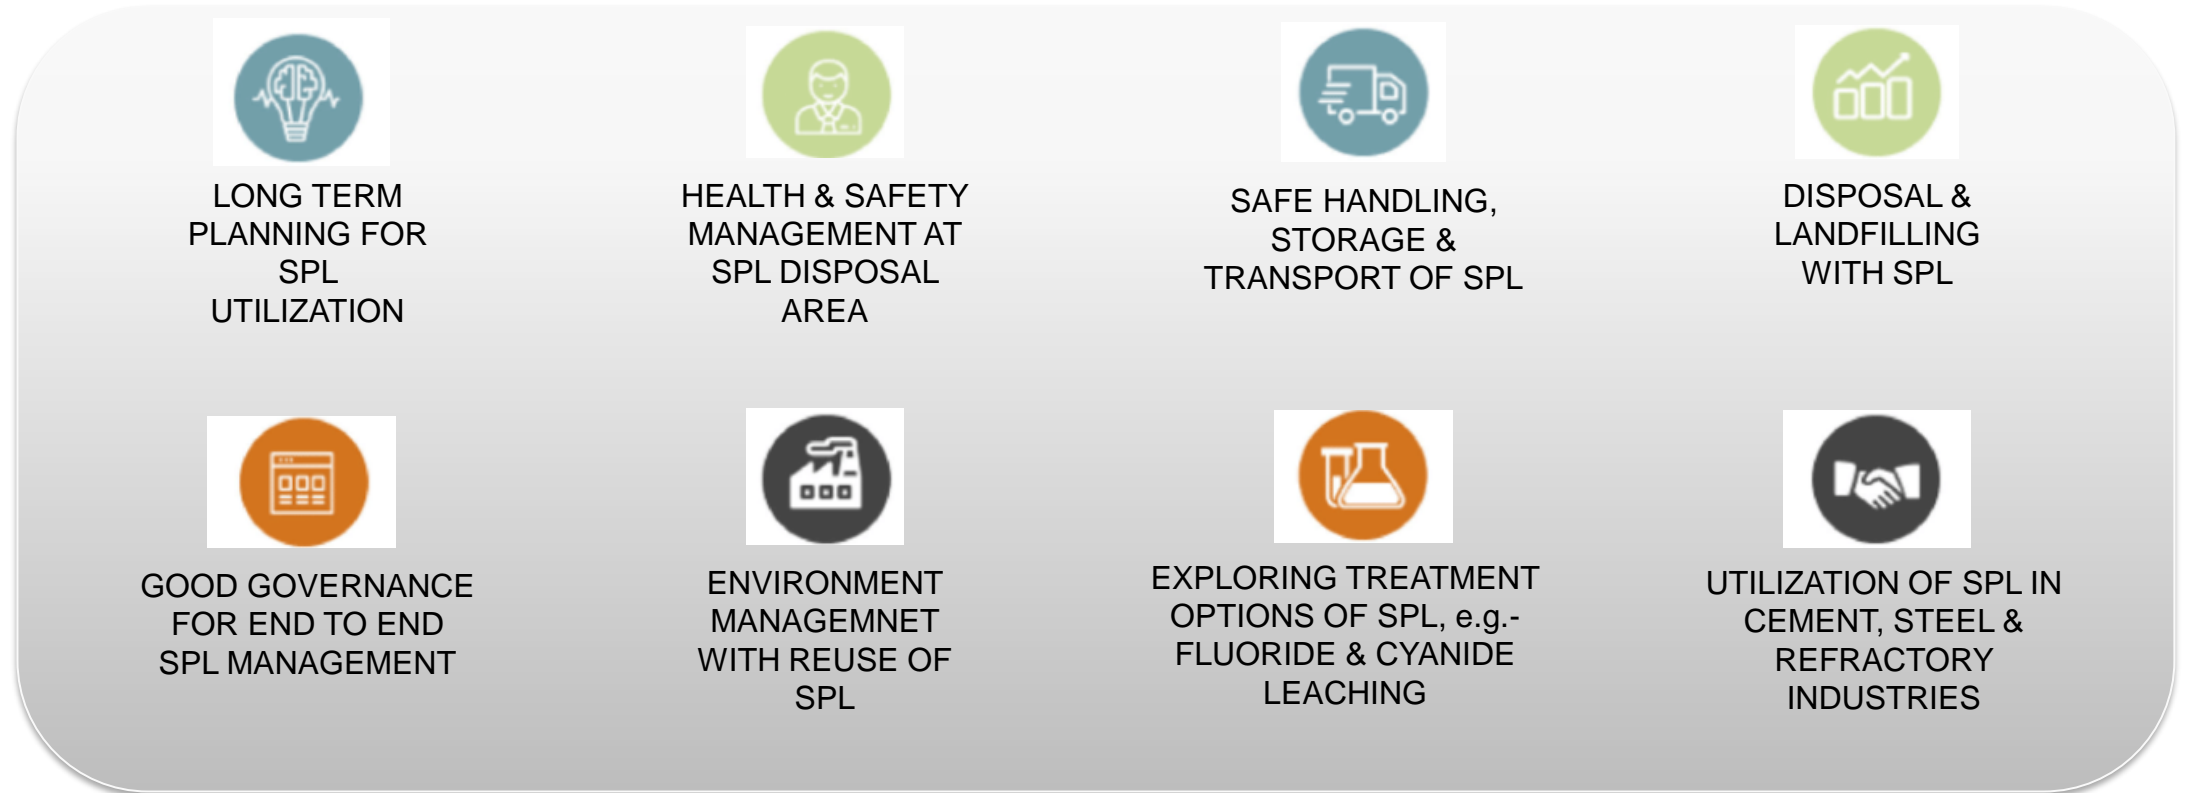 LONG TERM
PLANNING FOR
SPL
UTILIZATION
HEALTH & SAFETY
MANAGEMENT AT
SPL DISPOSAL
AREA
SAFE HANDLING,
STORAGE &
TRANSPORT OF SPL
DISPOSAL &
LANDFILLING
WITH SPL
GOOD GOVERNANCE
FOR END TO END
SPL MANAGEMENT
ENVIRONMENT
MANAGEMNET
WITH REUSE OF
SPL
EXPLORING TREATMENT
OPTIONS OF SPL, e.g.-
FLUORIDE & CYANIDE
LEACHING
UTILIZATION OF SPL IN
CEMENT, STEEL &
REFRACTORY
INDUSTRIES